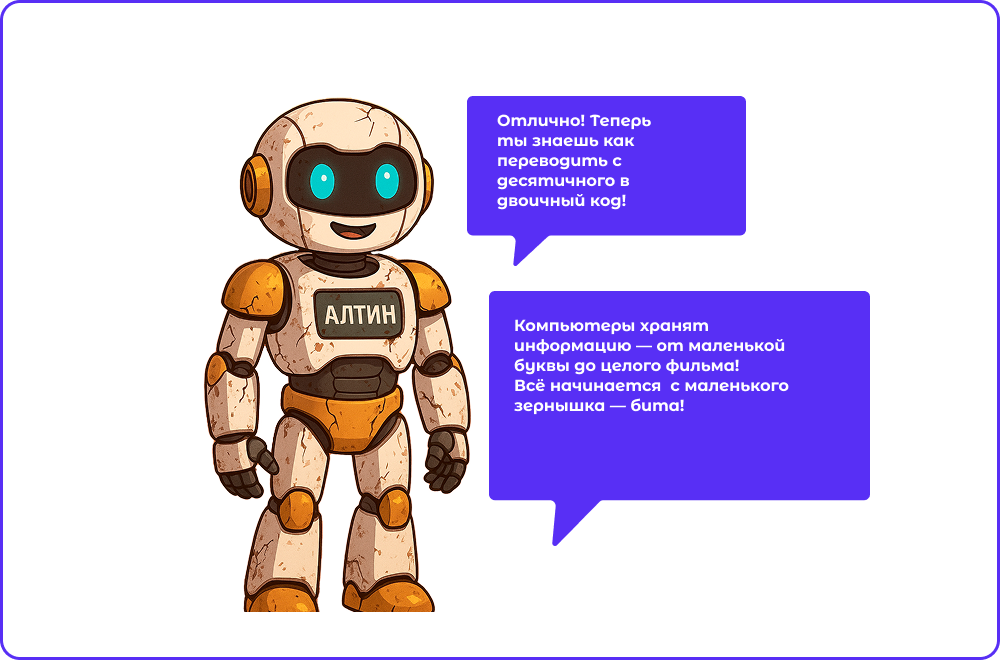 Отлично! Теперь
ты знаешь как
переводить с
десятичного в
двоичный код!
АЛТИН
Компьютеры хранят
информацию — от маленькой
буквы до целого фильма!
Всё начинается  с маленького
зернышка — бита!